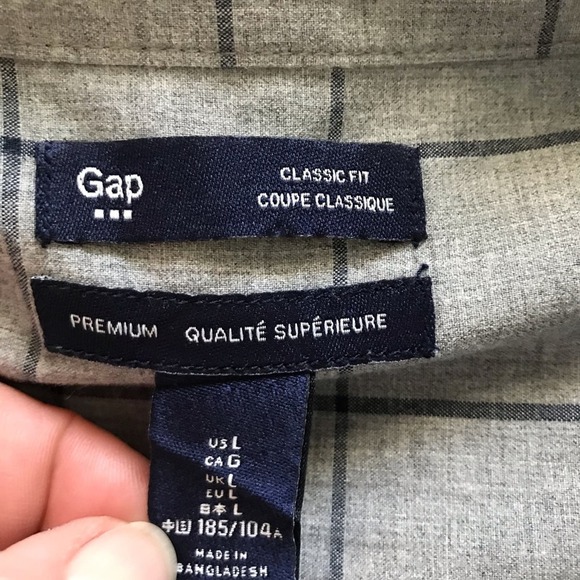 Gap
CLASSIC FIT
COUPE CLASSIQUE
PREMIUM QUALITÉ SUPÉRIEURE
US L
CA G
UK L
EU L
日本 L
中国 185/104A
MADE IN
BANGLADESH